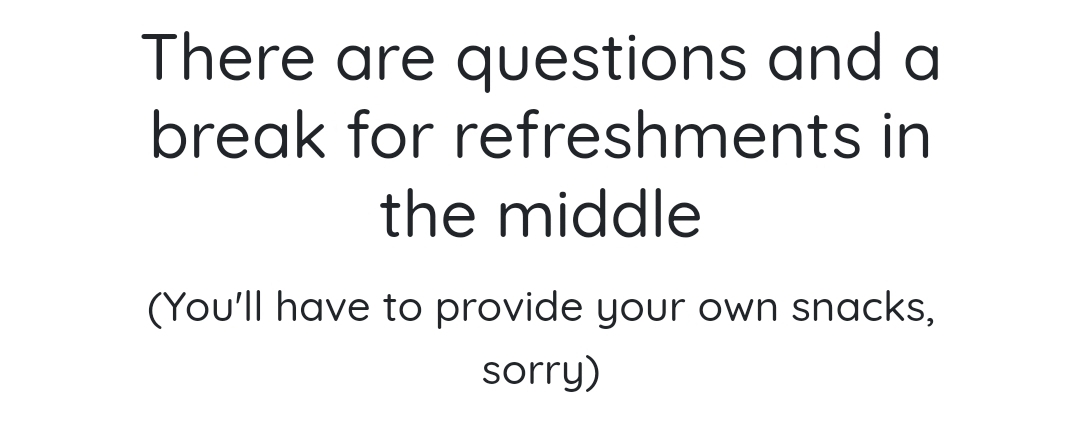 There are questions and a
break for refreshments in
the middle
(You'll have to provide your own snacks,
sorry)